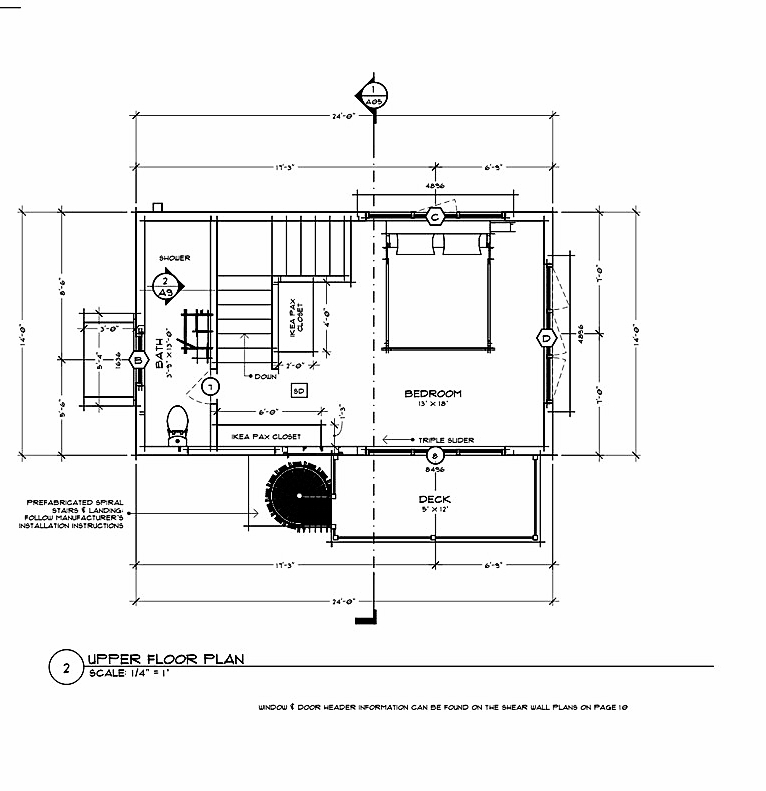 1
A05
24'-0"
17'-3"
6'-9"
4896
C
SHOWER
2
A9
8'-6"
7'-0"
IKEA PAX
CLOSET
4'-0"
14'-0"
3'-0"
5'-4"
1636
B
BATH
3'-9" X 13'-0"
D
4896
14'-0"
2'-0"
DOWN
7
SD
BEDROOM
13' X 18'
5'-6"
7'-0"
6'-0"
1'-3"
IKEA PAX CLOSET
TRIPLE SLIDER
8
8496
DECK
5' X 12'
PREFABRICATED SPIRAL
STAIRS & LANDING:
FOLLOW MANUFACTURER'S
INSTALLATION INSTRUCTIONS
17'-3"
6'-9"
24'-0"
2
UPPER FLOOR PLAN
SCALE: 1/4" = 1'
WINDOW & DOOR HEADER INFORMATION CAN BE FOUND ON THE SHEAR WALL PLANS ON PAGE 10